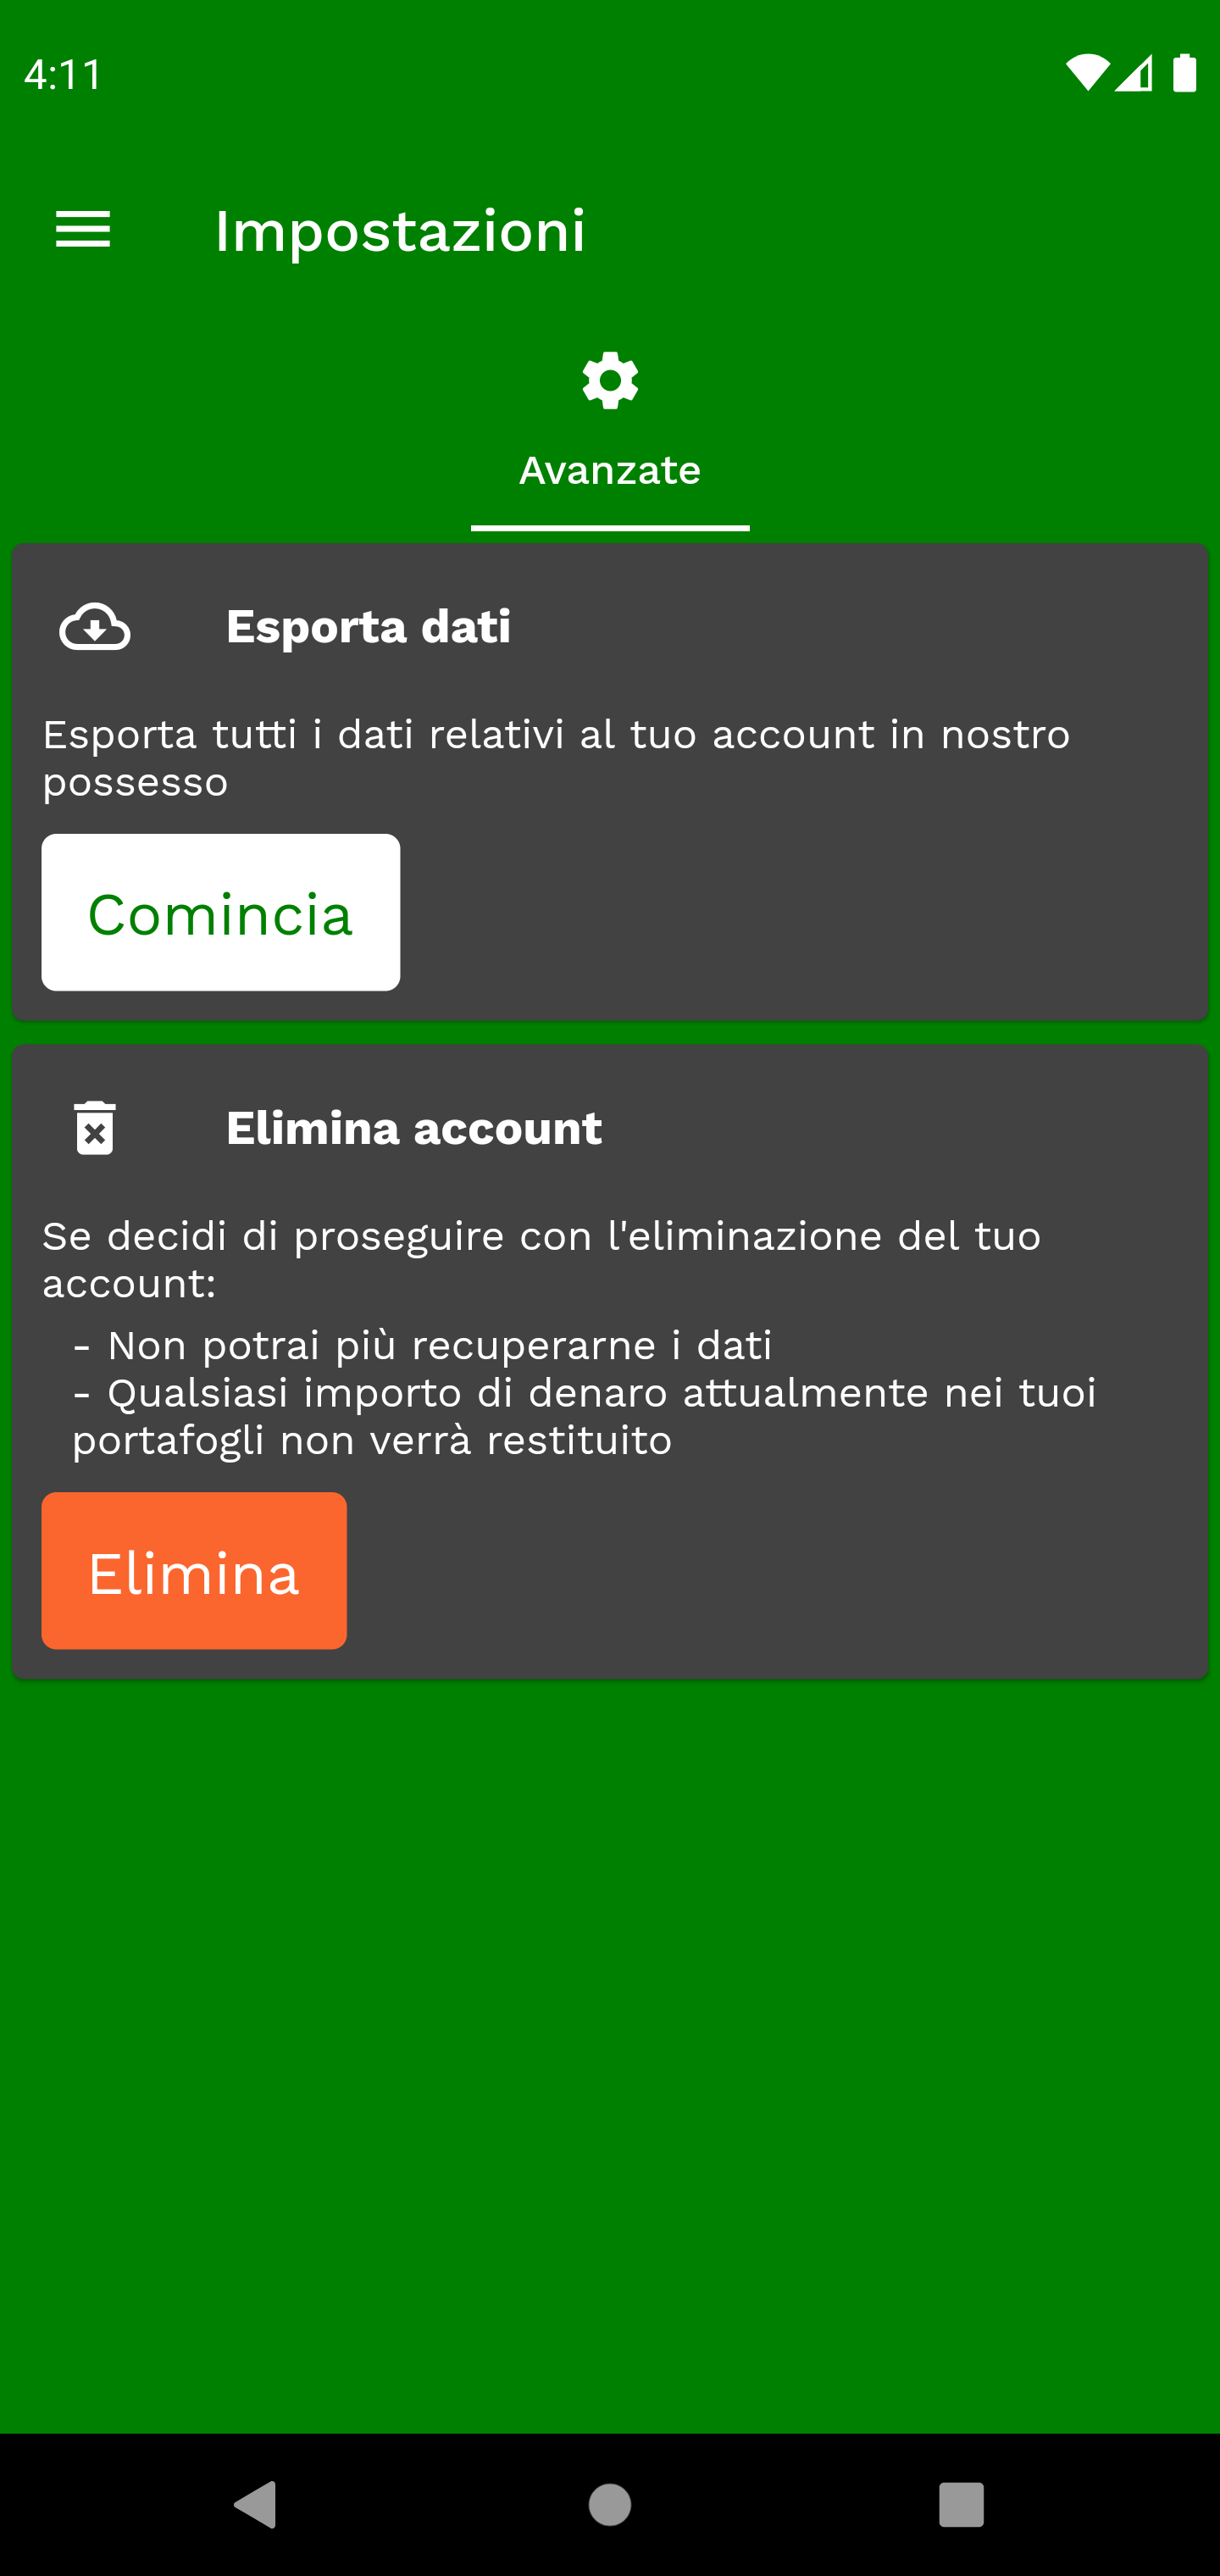 4:11
Impostazioni
Avanzate
Esporta dati
Esporta tutti i dati relativi al tuo account in nostro
possesso
Comincia
Elimina account
Se decidi di proseguire con l'eliminazione del tuo
account:
- Non potrai più recuperarne i dati
- Qualsiasi importo di denaro attualmente nei tuoi
portafogli non verrà restituito
Elimina